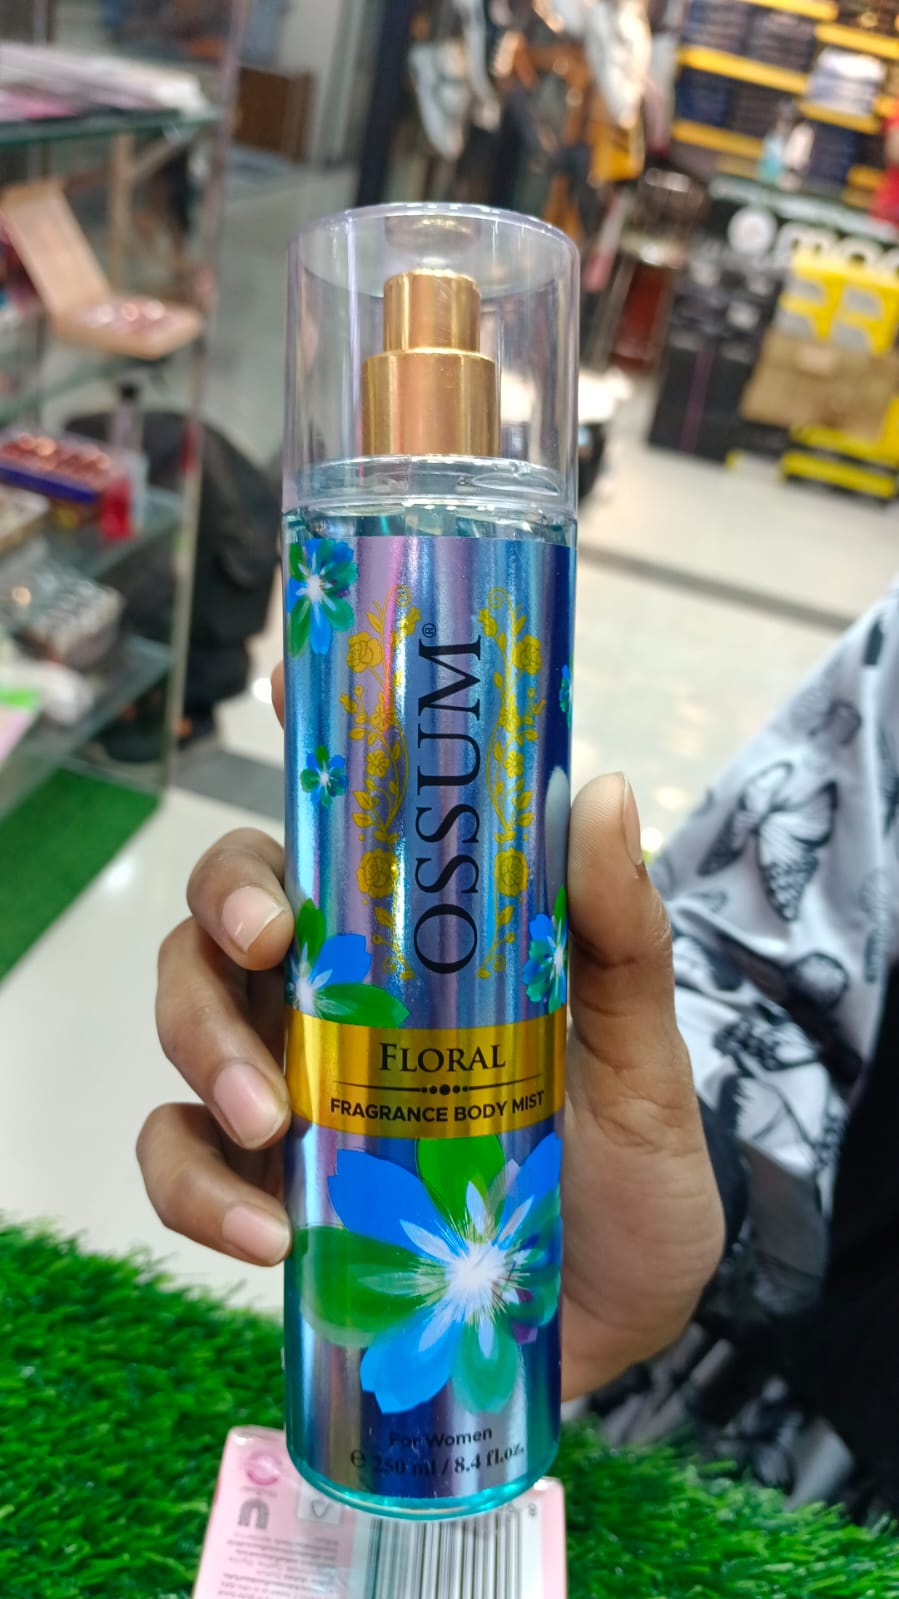 OSSUM®
FLORAL
FRAGRANCE BODY MIST
For Women
℮ 250 ml / 8.4 fl.oz.